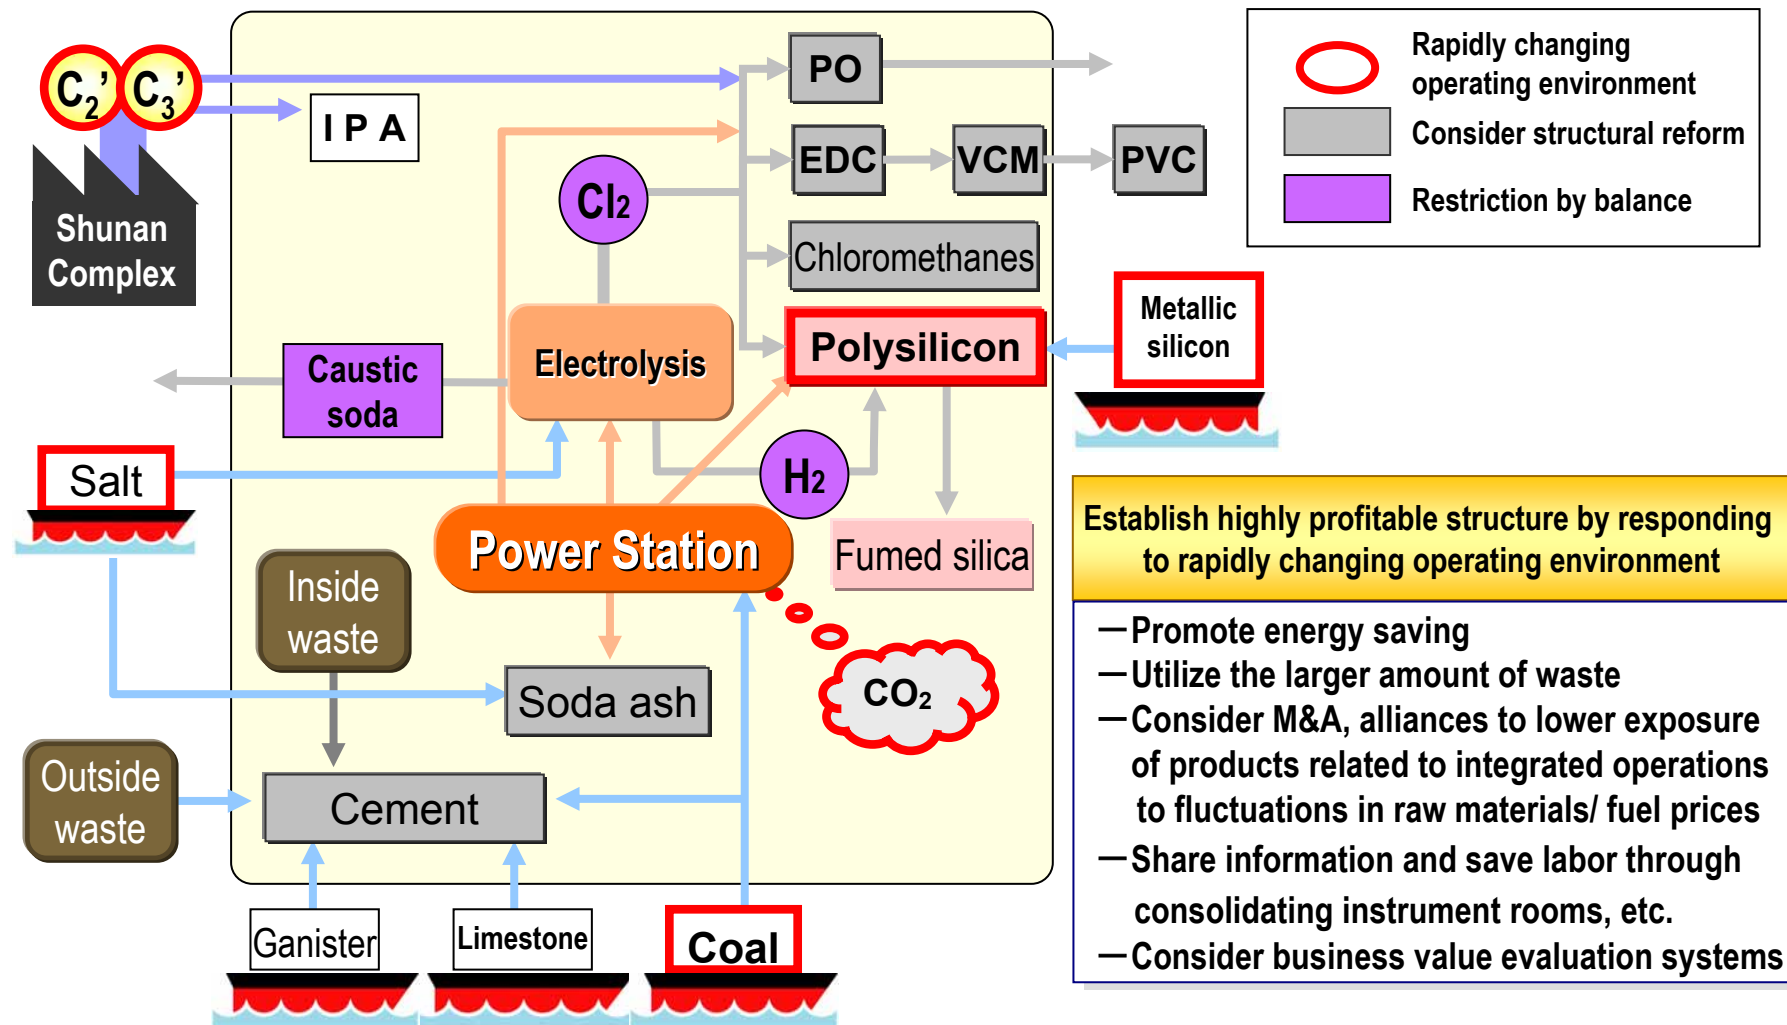 C2’
C3’
Shunan
Complex
I P A
PO
EDC
VCM
PVC
Cl2
Chloromethanes
Electrolysis
Polysilicon
Metallic
silicon
Caustic
soda
Salt
H2
Power Station
Fumed silica
Inside
waste
Soda ash
CO2
Outside
waste
Cement
Ganister
Limestone
Coal
Rapidly changing
operating environment
Consider structural reform
Restriction by balance
Establish highly profitable structure by responding
to rapidly changing operating environment
—Promote energy saving
—Utilize the larger amount of waste
—Consider M&A, alliances to lower exposure
of products related to integrated operations
to fluctuations in raw materials/ fuel prices
—Share information and save labor through
consolidating instrument rooms, etc.
—Consider business value evaluation systems